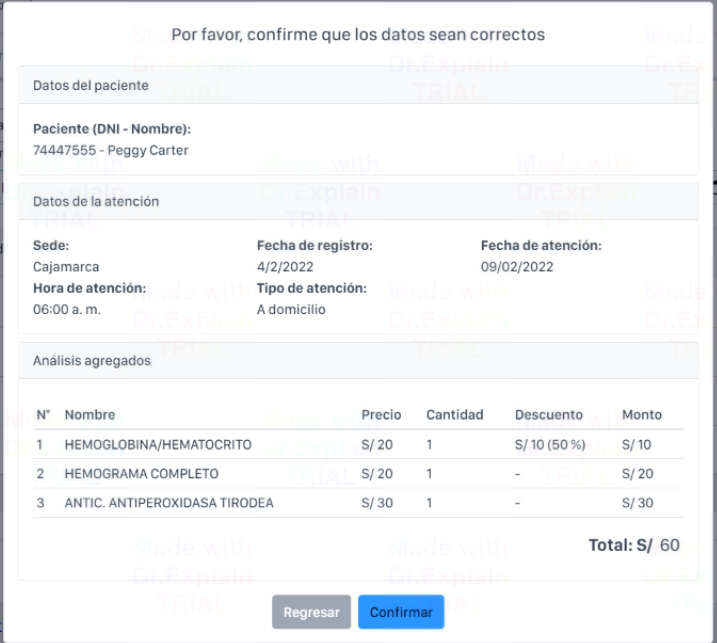 Por favor, confirme que los datos sean correctos
Datos del paciente
Paciente (DNI - Nombre):
74447555 - Peggy Carter
Datos de la atención
Sede: Fecha de registro: Fecha de atención:
Cajamarca 4/2/2022 09/02/2022
Hora de atención: Tipo de atención:
06:00 a. m. A domicilio
Análisis agregados
N° Nombre Precio Cantidad Descuento Monto
1 HEMOGLOBINA/HEMATOCRITO S/ 20 1 S/ 10 (50 %) S/ 10
2 HEMOGRAMA COMPLETO S/ 20 1 - S/ 20
3 ANTIC. ANTIPEROXIDASA TIRODEA S/ 30 1 - S/ 30
Total: S/ 60
Regresar Confirmar
Made with
Dr.Explain
TRIAL